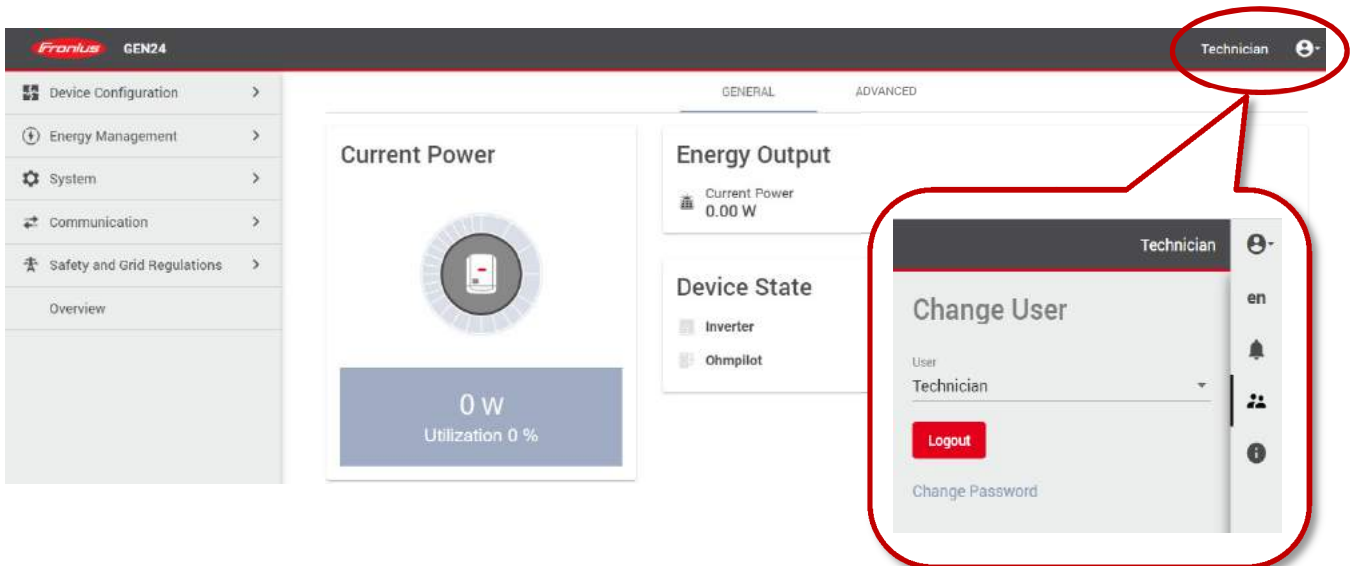 Fronius GEN24 Technician
Device Configuration
Energy Management
System
Communication
Safety and Grid Regulations
Overview
GENERAL ADVANCED
Current Power
0 W
Utilization 0 %
Energy Output
Current Power
0.00 W
Device State
Inverter
Ohmpilot
Technician
en
Change User
User
Technician
Logout
Change Password